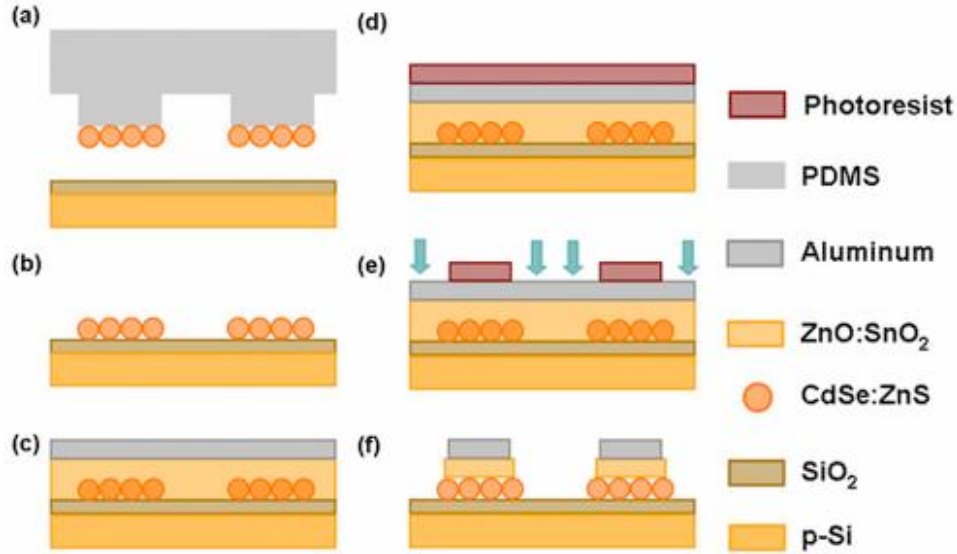 (a)
(b)
(c)
(d)
(e)
(f)
Photoresist
PDMS
Aluminum
ZnO:SnO₂
CdSe:ZnS
SiO₂
p-Si